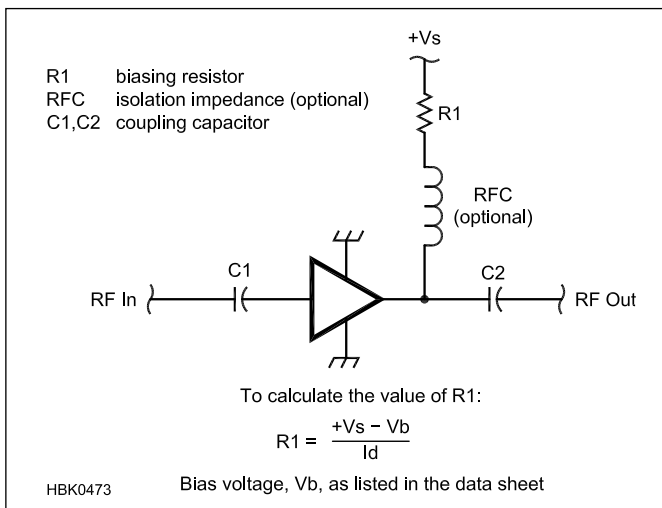 +Vs
R1 biasing resistor
RFC isolation impedance (optional)
C1,C2 coupling capacitor
R1
RFC
(optional)
C1
C2
RF In
RF Out
To calculate the value of R1:
R1 = +Vs − Vb
Id
HBK0473
Bias voltage, Vb, as listed in the data sheet